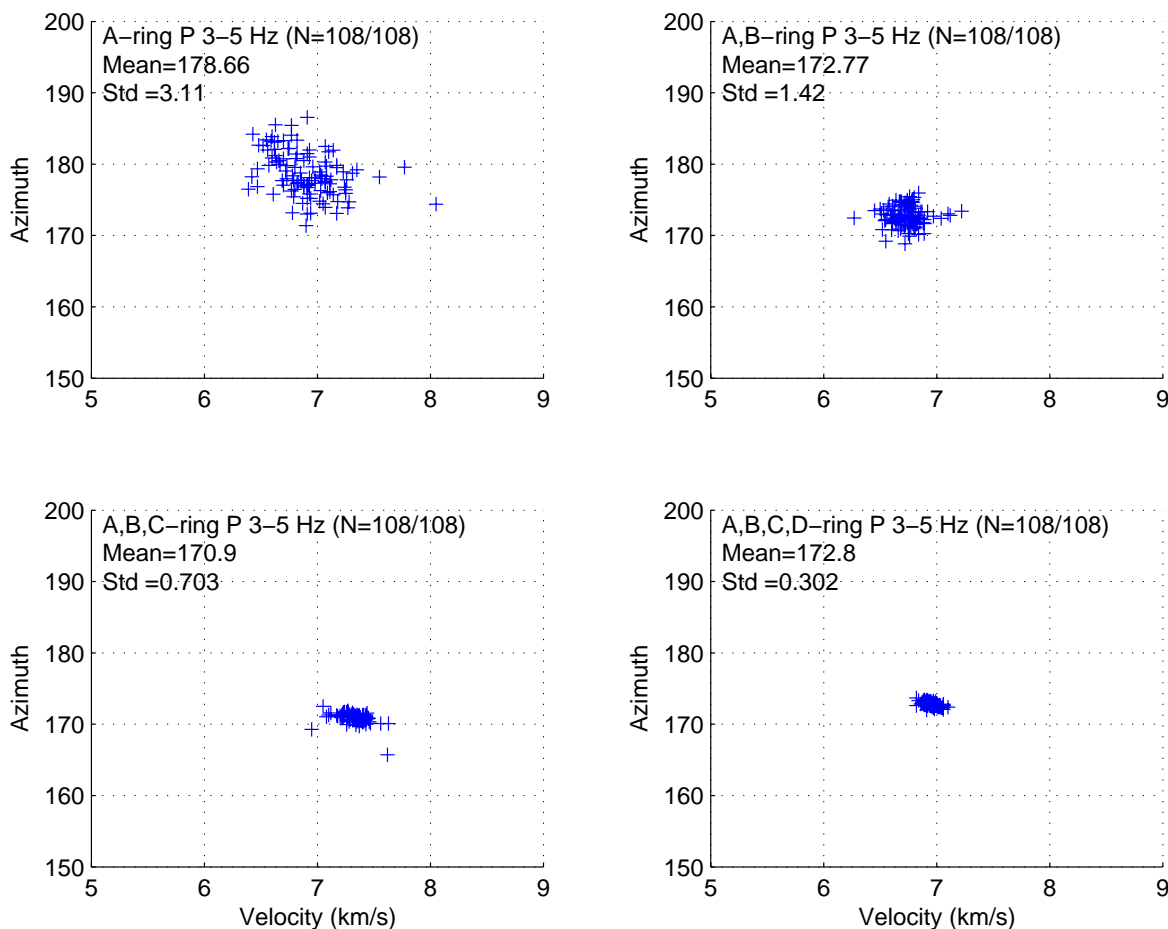 200
190
180
170
160
150
Azimuth
A−ring P 3−5 Hz (N=108/108)
Mean=178.66
Std =3.11
5 6 7 8 9
200
190
180
170
160
150
Azimuth
A,B−ring P 3−5 Hz (N=108/108)
Mean=172.77
Std =1.42
5 6 7 8 9
200
190
180
170
160
150
Azimuth
A,B,C−ring P 3−5 Hz (N=108/108)
Mean=170.9
Std =0.703
5 6 7 8 9
Velocity (km/s)
200
190
180
170
160
150
Azimuth
A,B,C,D−ring P 3−5 Hz (N=108/108)
Mean=172.8
Std =0.302
5 6 7 8 9
Velocity (km/s)